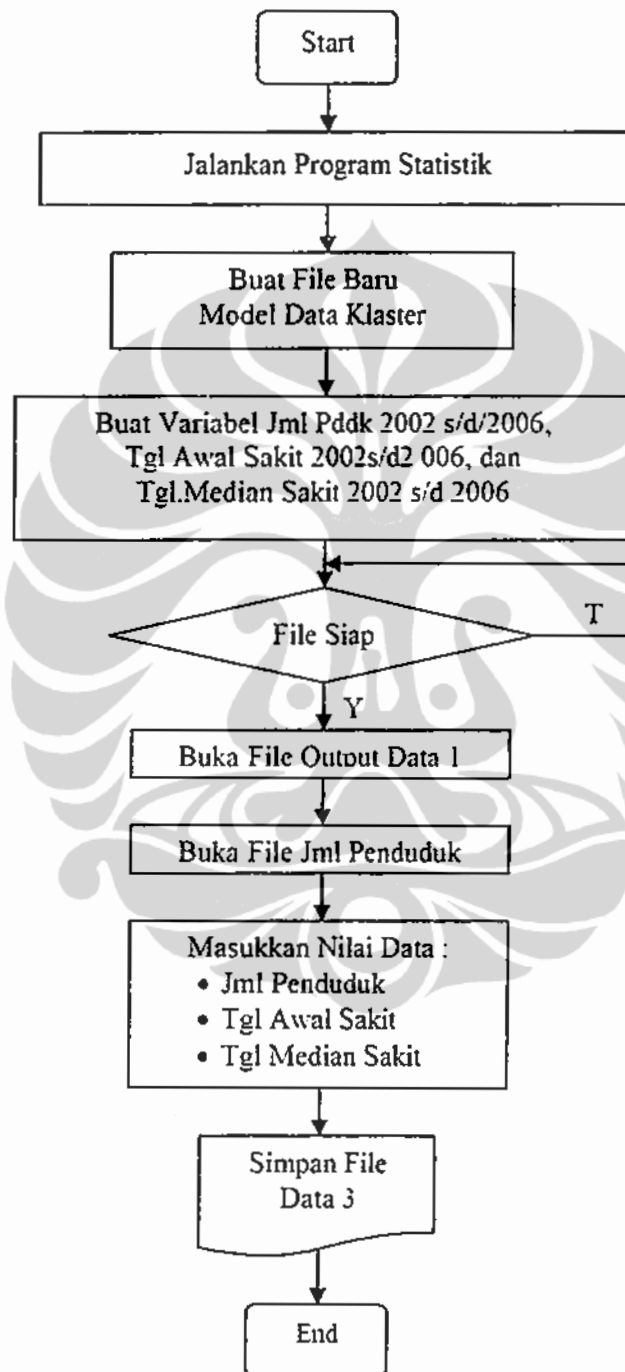 Start
Jalankan Program Statistik
Buat File Baru
Model Data Klaster
Buat Variabel Jml Pddk 2002 s/d/2006,
Tgl Awal Sakit 2002s/d2 006, dan
Tgl.Median Sakit 2002 s/d 2006
File Siap
T
Y
Buka File Output Data 1
Buka File Jml Penduduk
Masukkan Nilai Data :
• Jml Penduduk
• Tgl Awal Sakit
• Tgl Median Sakit
Simpan File
Data 3
End